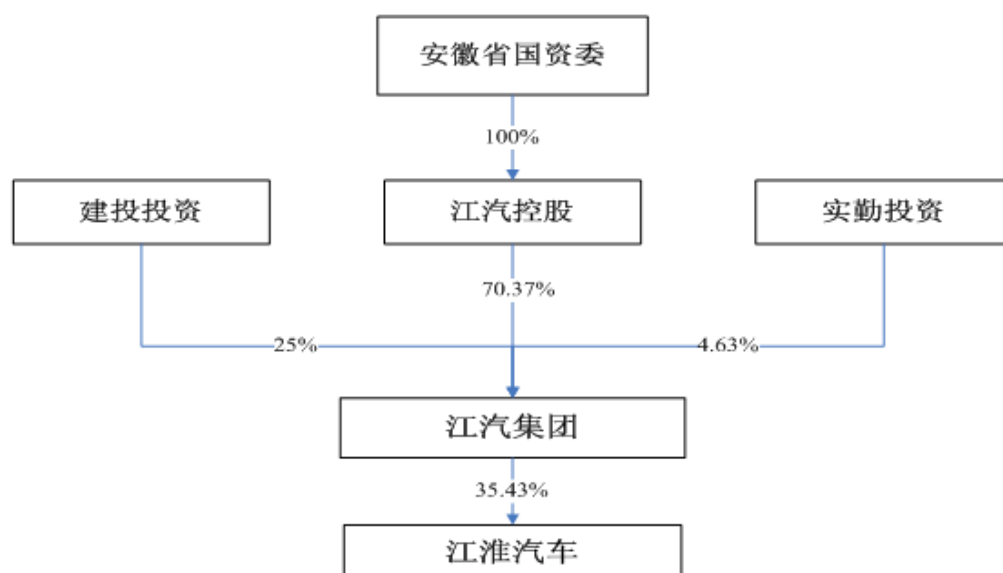 安徽省国资委
100%
建投投资
江汽控股
实勤投资
70.37%
25%
4.63%
江汽集团
35.43%
江淮汽车